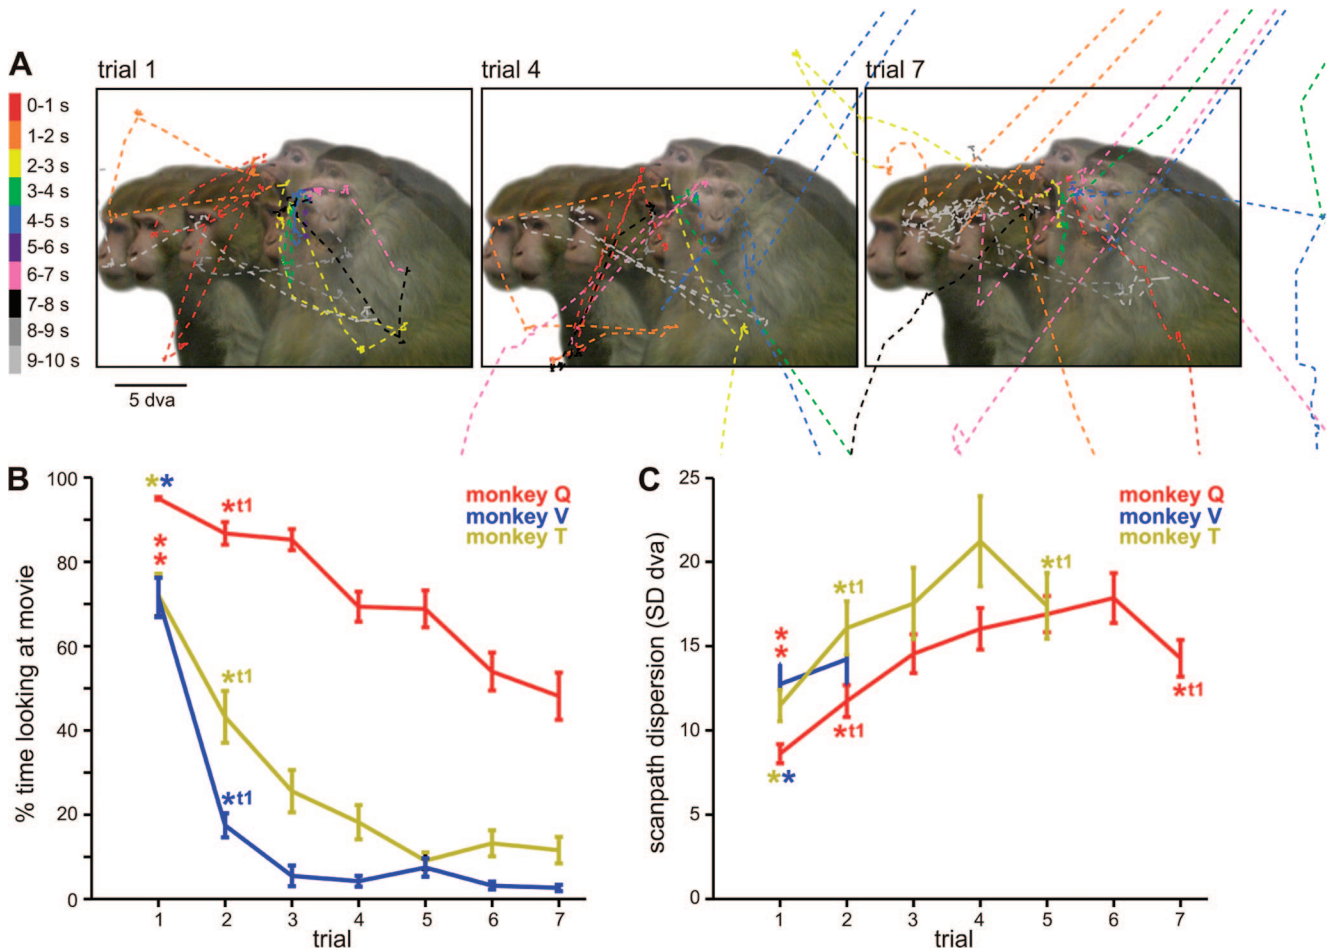 A
trial 1
trial 4
trial 7
0-1 s
1-2 s
2-3 s
3-4 s
4-5 s
5-6 s
6-7 s
7-8 s
8-9 s
9-10 s
5 dva
B
% time looking at movie
100
80
60
40
20
0
1 2 3 4 5 6 7
trial
monkey Q
monkey V
monkey T
**
*
*
*t1
*t1
*t1
C
scanpath dispersion (SD dva)
25
20
15
10
5
0
1 2 3 4 5 6 7
trial
monkey Q
monkey V
monkey T
*
*
**
*t1
*t1
*t1
*t1